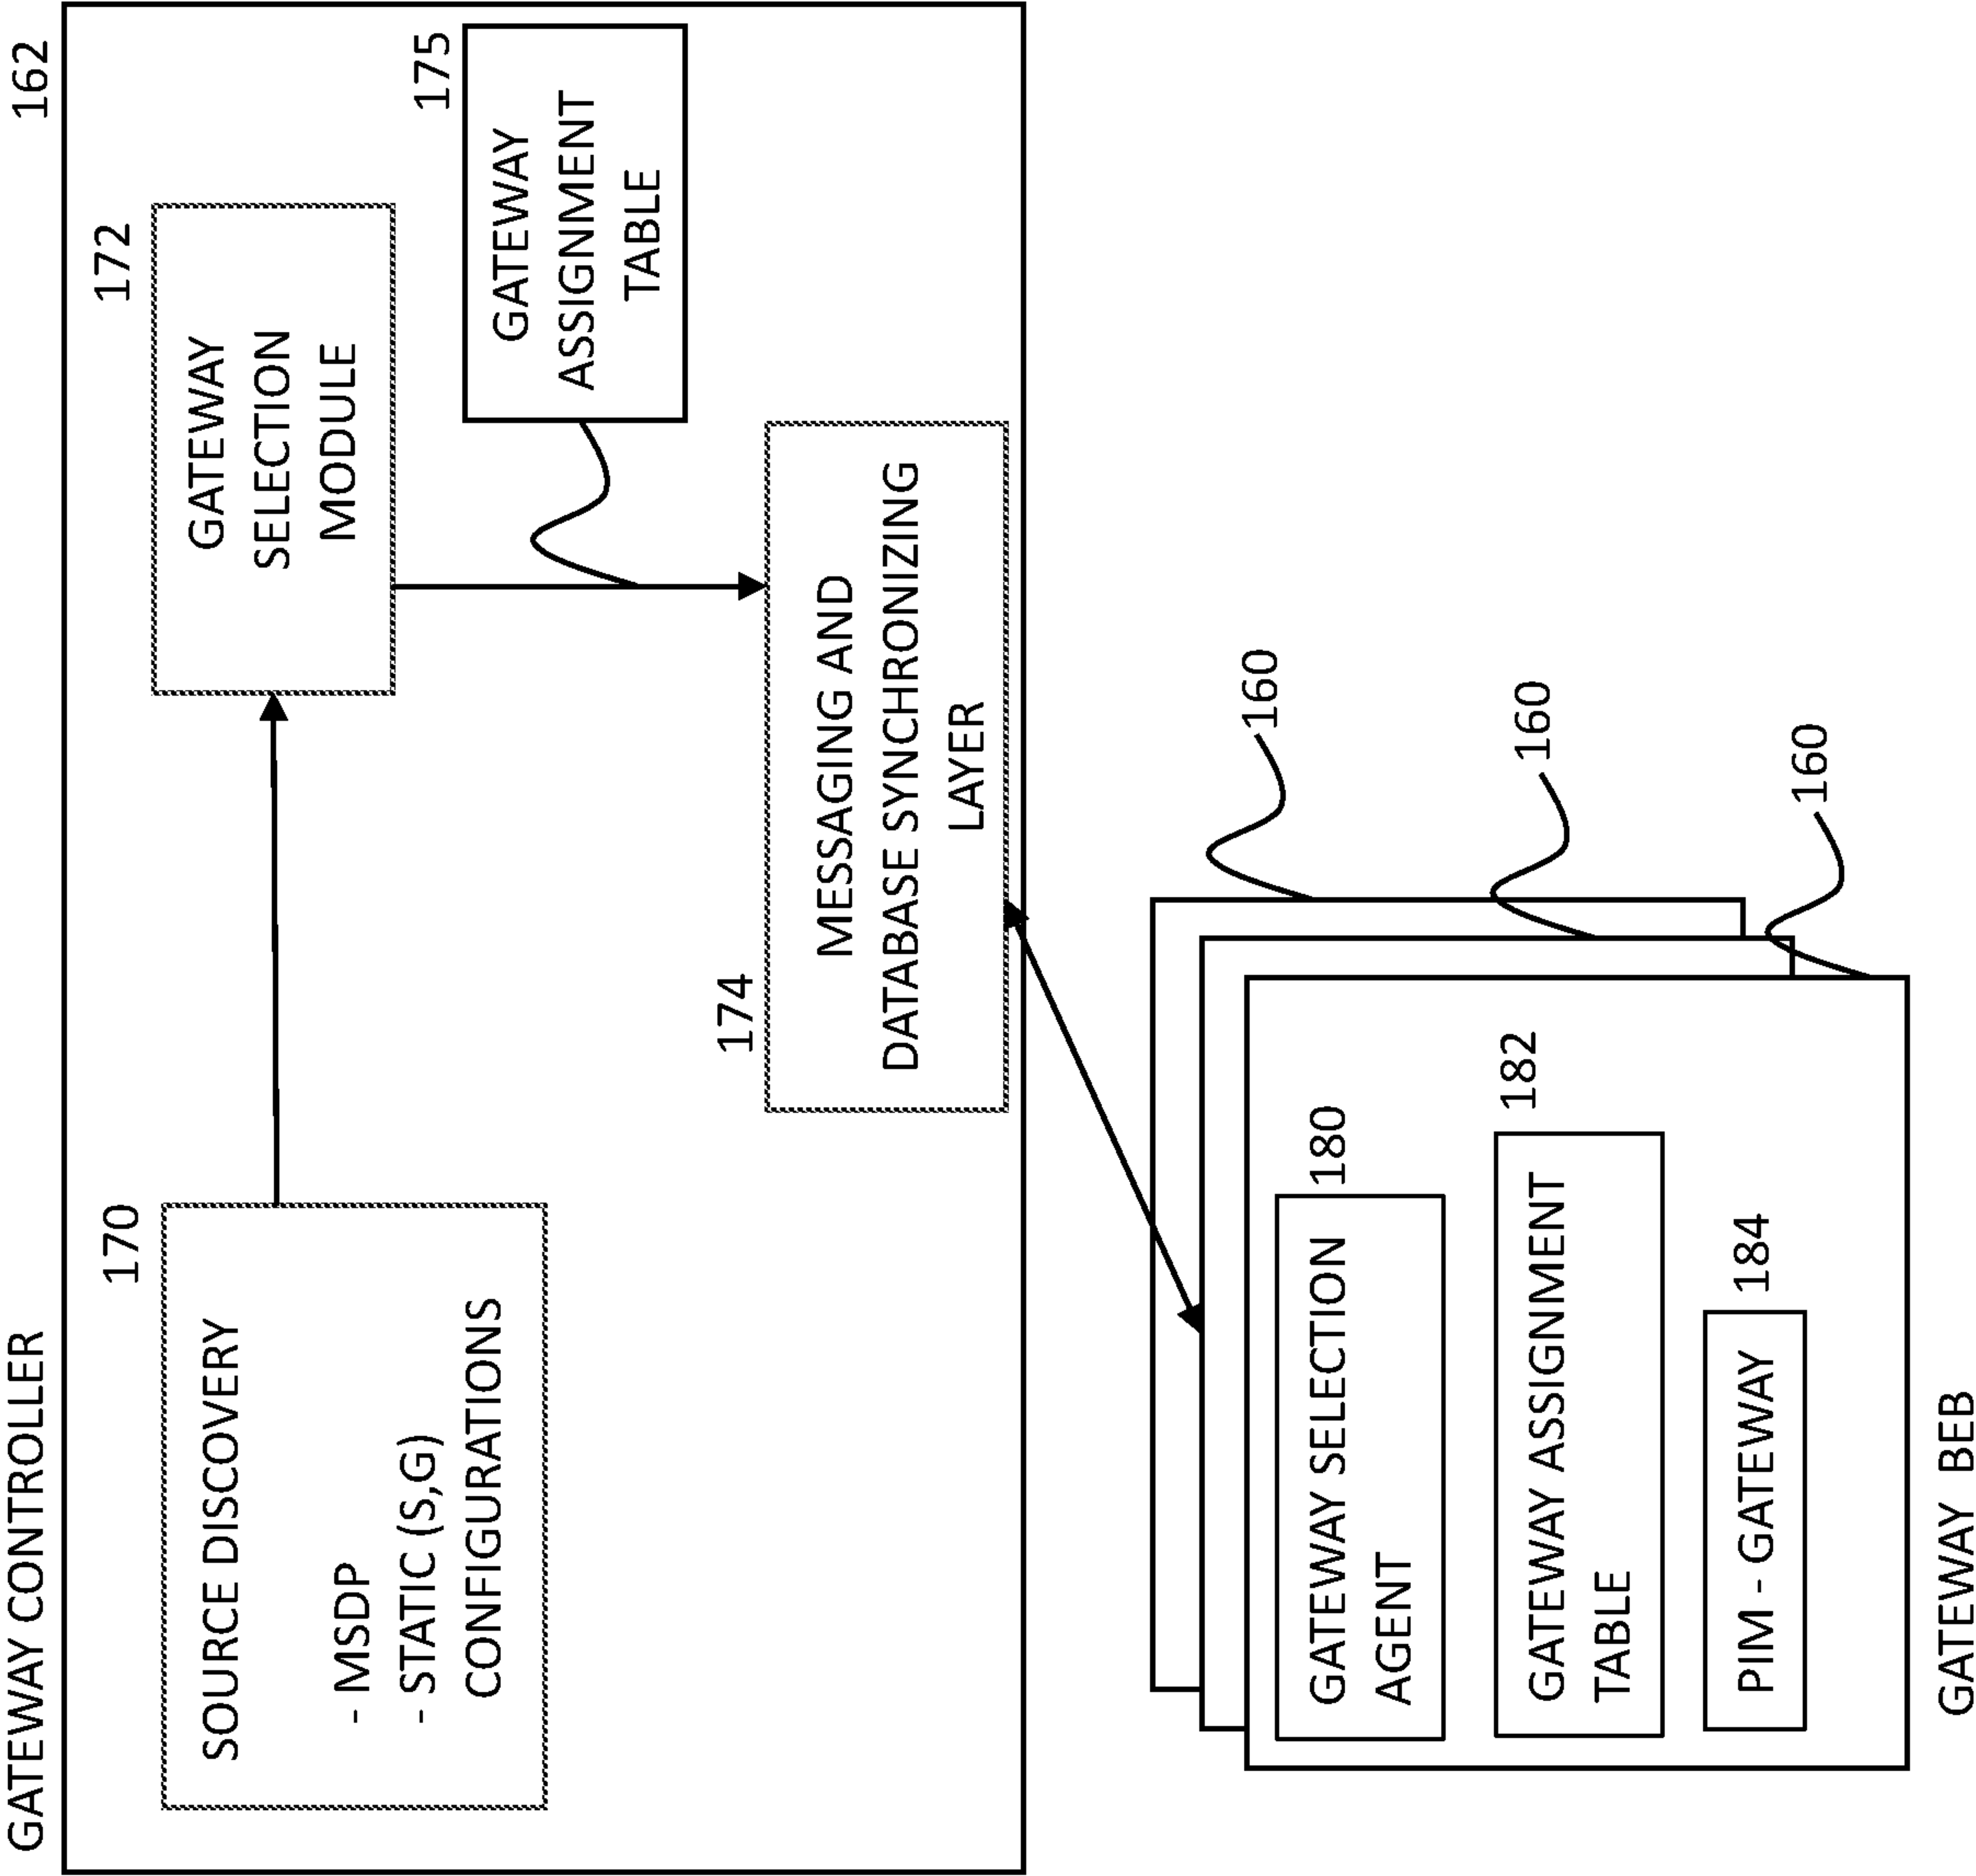 GATEWAY CONTROLLER
162
170
SOURCE DISCOVERY
- MSDP
- STATIC (S,G)
CONFIGURATIONS
172
GATEWAY
SELECTION
MODULE
175
GATEWAY
ASSIGNMENT
TABLE
174
MESSAGING AND
DATABASE SYNCHRONIZING
LAYER
160
160
160
GATEWAY SELECTION
AGENT
180
GATEWAY ASSIGNMENT
TABLE
182
PIM - GATEWAY
184
GATEWAY BEB